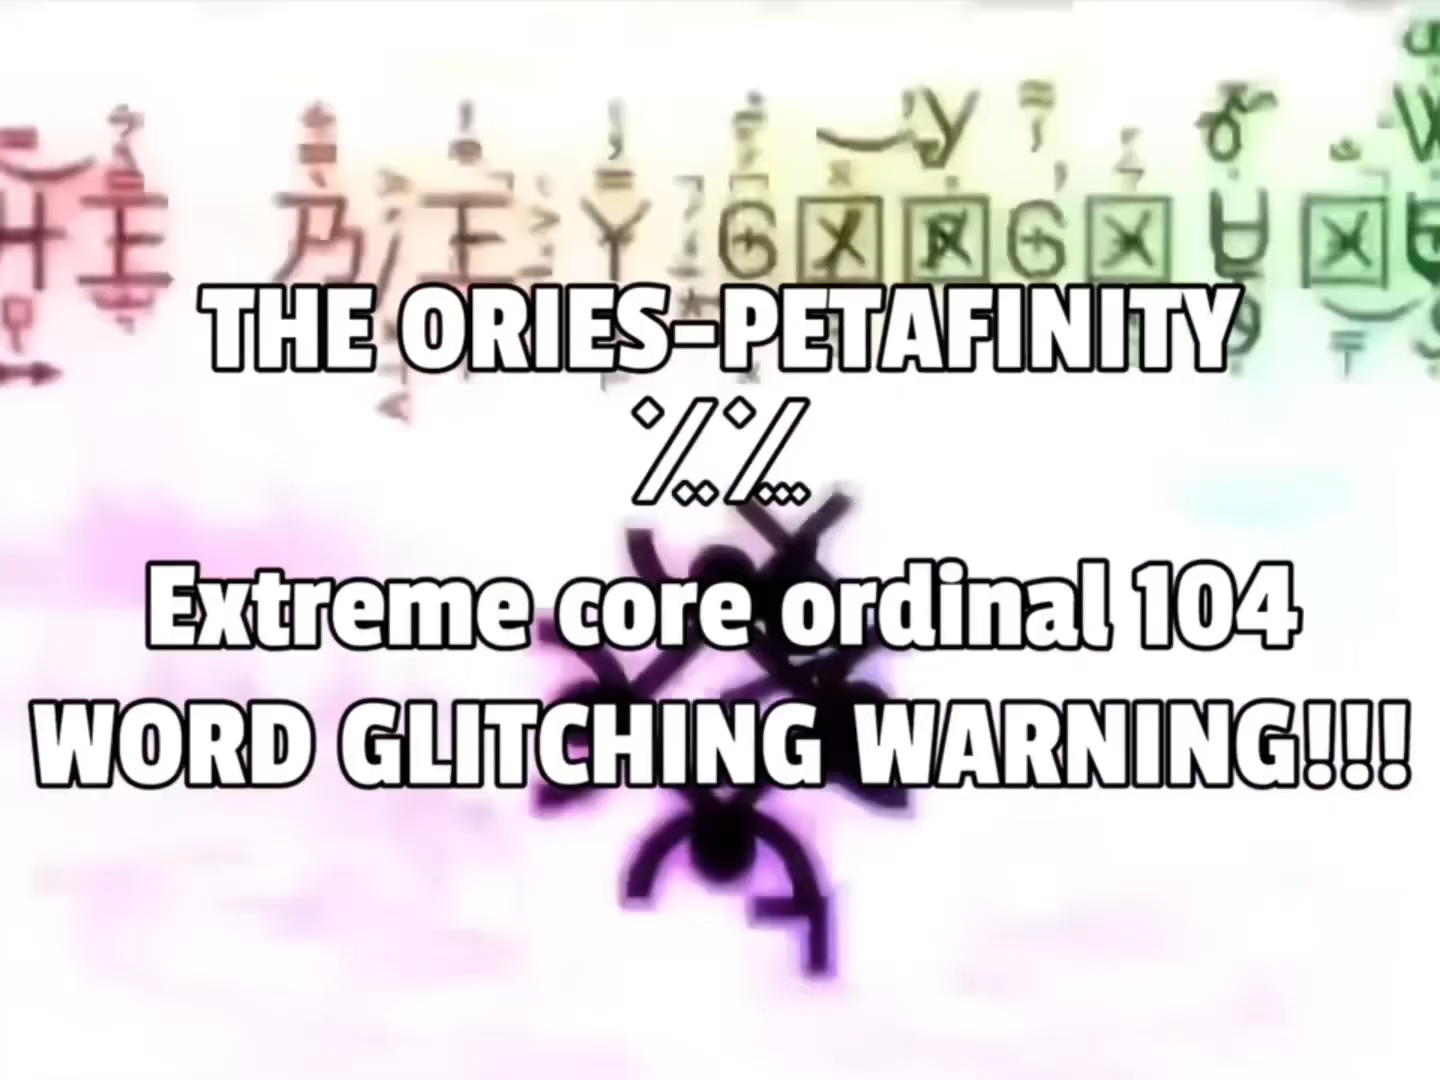 THE ORIES-PETAFINITY
Extreme core ordinal 104
WORD GLITCHING WARNING!!!